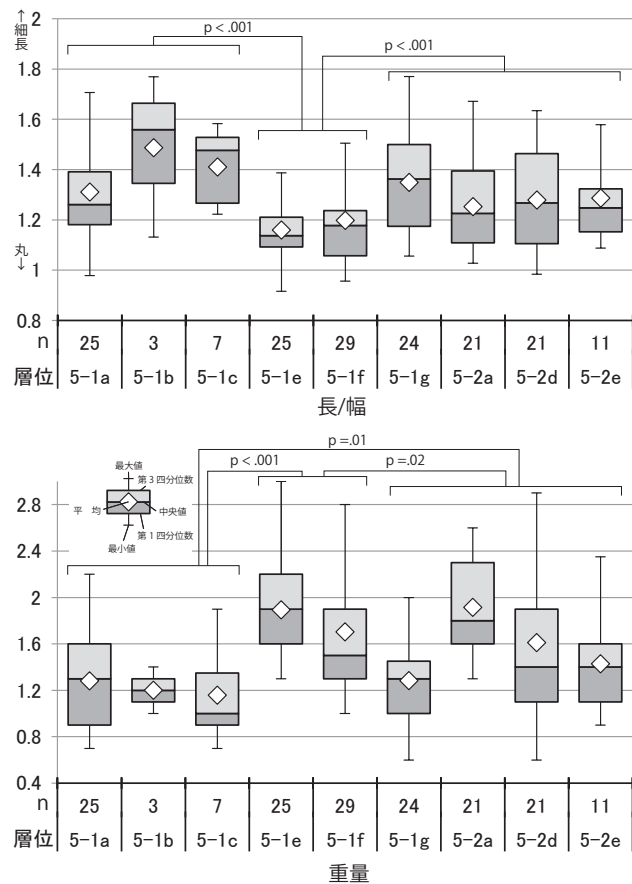 ↑細長
2
p < .001
p < .001
1.8
1.6
1.4
1.2
丸↓
1
0.8
n 25 3 7 25 29 24 21 21 11
層位 5-1a 5-1b 5-1c 5-1e 5-1f 5-1g 5-2a 5-2d 5-2e
長/幅
p =.01
p < .001
p =.02
最大値
第3四分位数
平 均
中央値
第1四分位数
最小値
2.8
2.4
2
1.6
1.2
0.8
0.4
n 25 3 7 25 29 24 21 21 11
層位 5-1a 5-1b 5-1c 5-1e 5-1f 5-1g 5-2a 5-2d 5-2e
重量